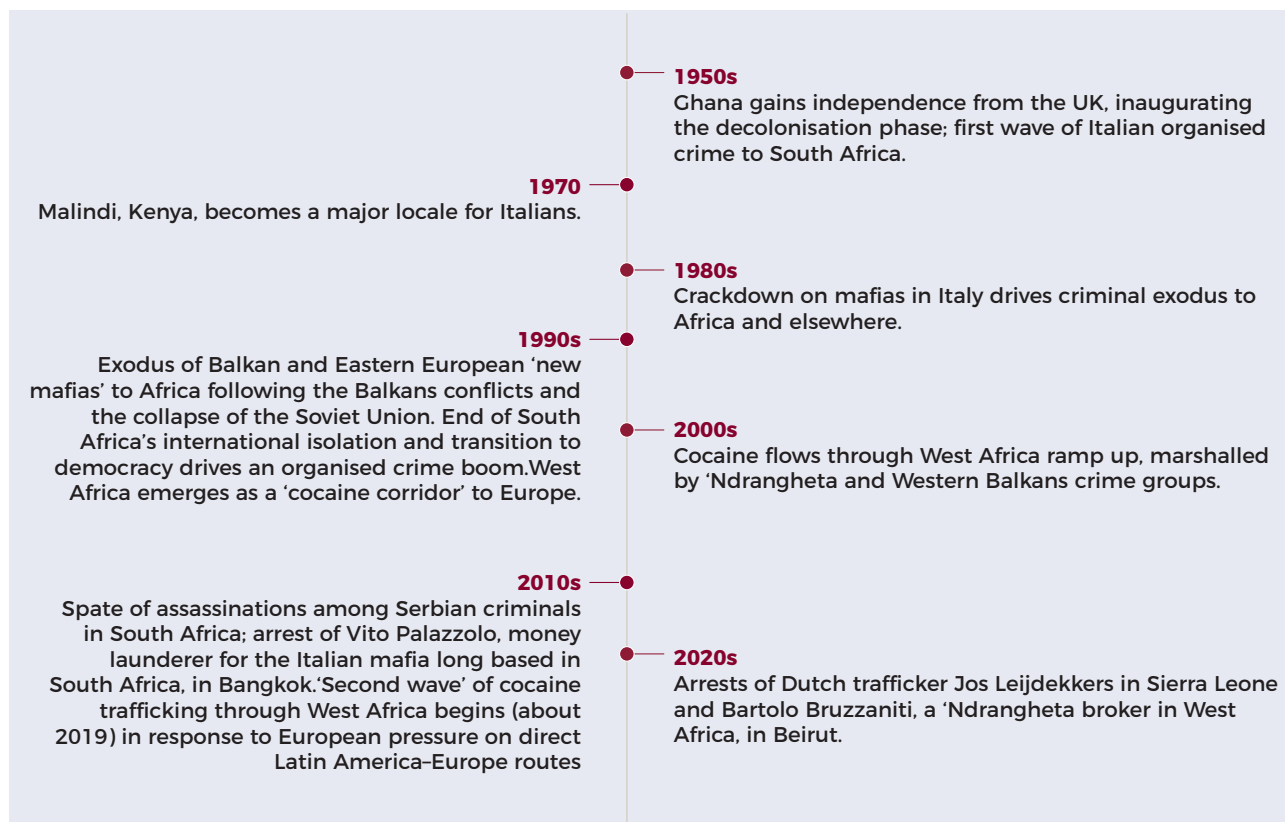 1950s
Ghana gains independence from the UK, inaugurating
the decolonisation phase; first wave of Italian organised
crime to South Africa.
1970
Malindi, Kenya, becomes a major locale for Italians.
1980s
Crackdown on mafias in Italy drives criminal exodus to
Africa and elsewhere.
1990s
Exodus of Balkan and Eastern European ‘new
mafias’ to Africa following the Balkans conflicts and
the collapse of the Soviet Union. End of South
Africa’s international isolation and transition to
democracy drives an organised crime boom.West
Africa emerges as a ‘cocaine corridor’ to Europe.
2000s
Cocaine flows through West Africa ramp up, marshalled
by ‘Ndrangheta and Western Balkans crime groups.
2010s
Spate of assassinations among Serbian criminals
in South Africa; arrest of Vito Palazzolo, money
launderer for the Italian mafia long based in
South Africa, in Bangkok.‘Second wave’ of cocaine
trafficking through West Africa begins (about
2019) in response to European pressure on direct
Latin America–Europe routes
2020s
Arrests of Dutch trafficker Jos Leijdekkers in Sierra Leone
and Bartolo Bruzzaniti, a ‘Ndrangheta broker in West
Africa, in Beirut.